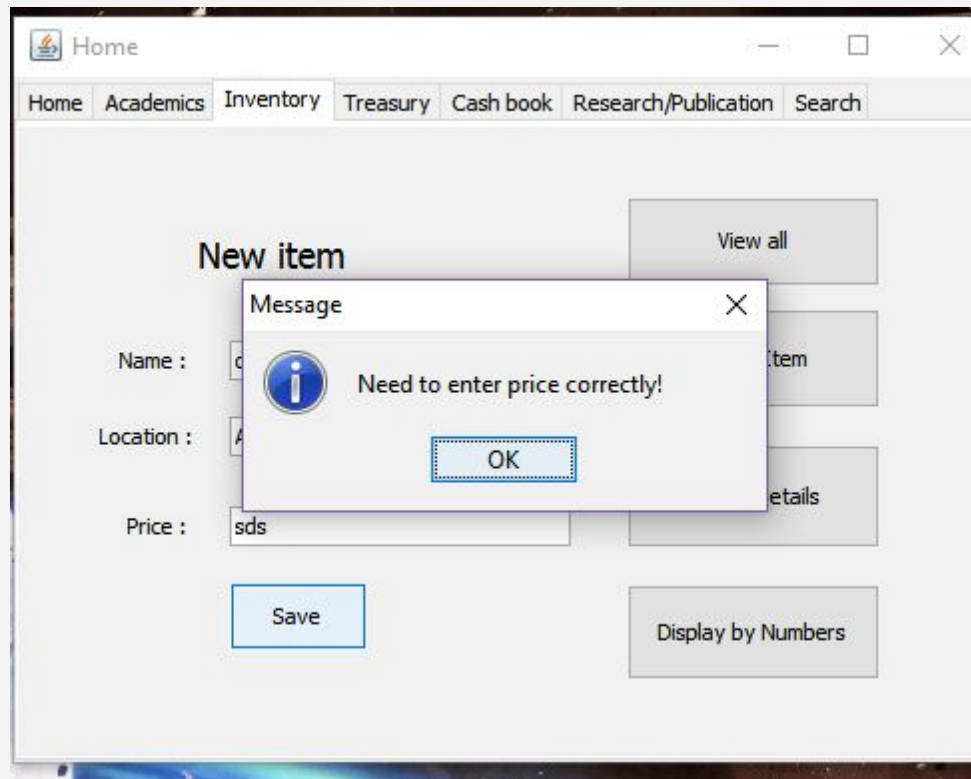 Home
Home Academics Inventory Treasury Cash book Research/Publication Search
New item
View all
Message
Name :
Need to enter price correctly!
Location :
OK
Price :
sds
Save
Display by Numbers